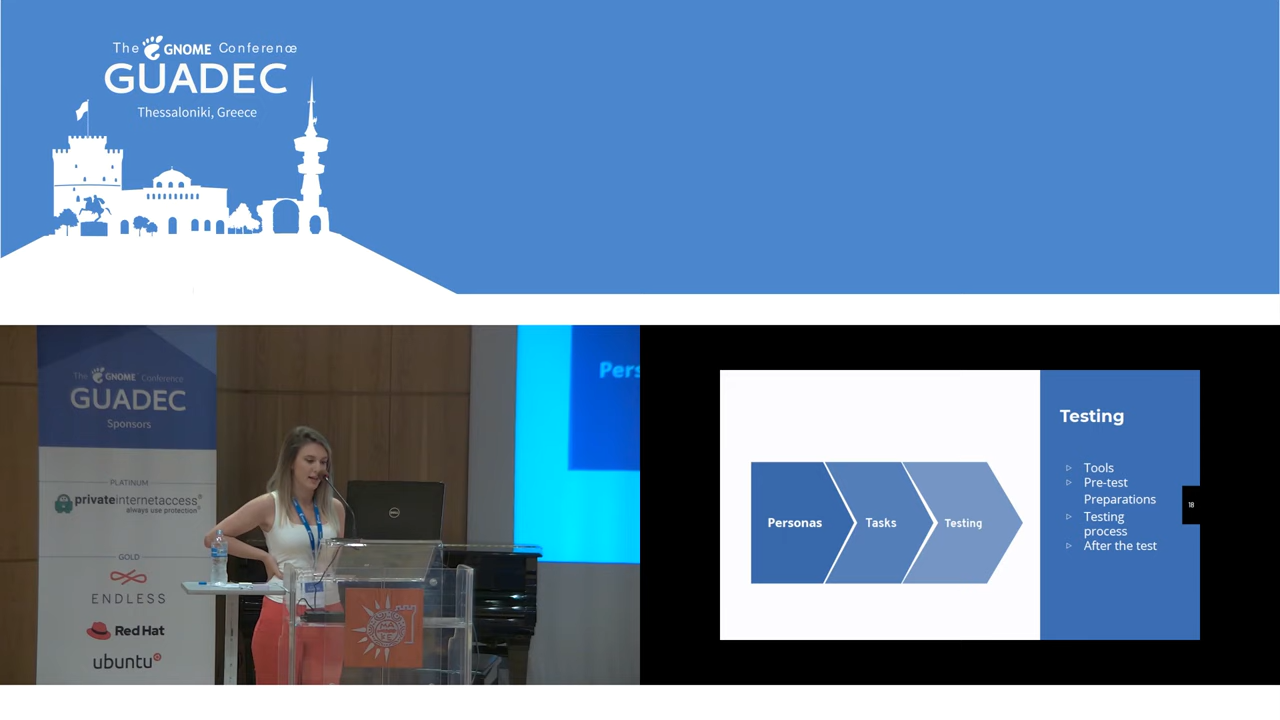 The GNOME Conference
GUADEC
Thessaloniki, Greece
The GNOME Conference
GUADEC
Sponsors
PLATINUM
privateinternetaccess®
always use protection®
GOLD
ENDLESS
Red Hat
ubuntu®
DELL
Pers
Personas
Tasks
Testing
Testing
▹ Tools
▹ Pre-test
Preparations
▹ Testing
process
▹ After the test
18